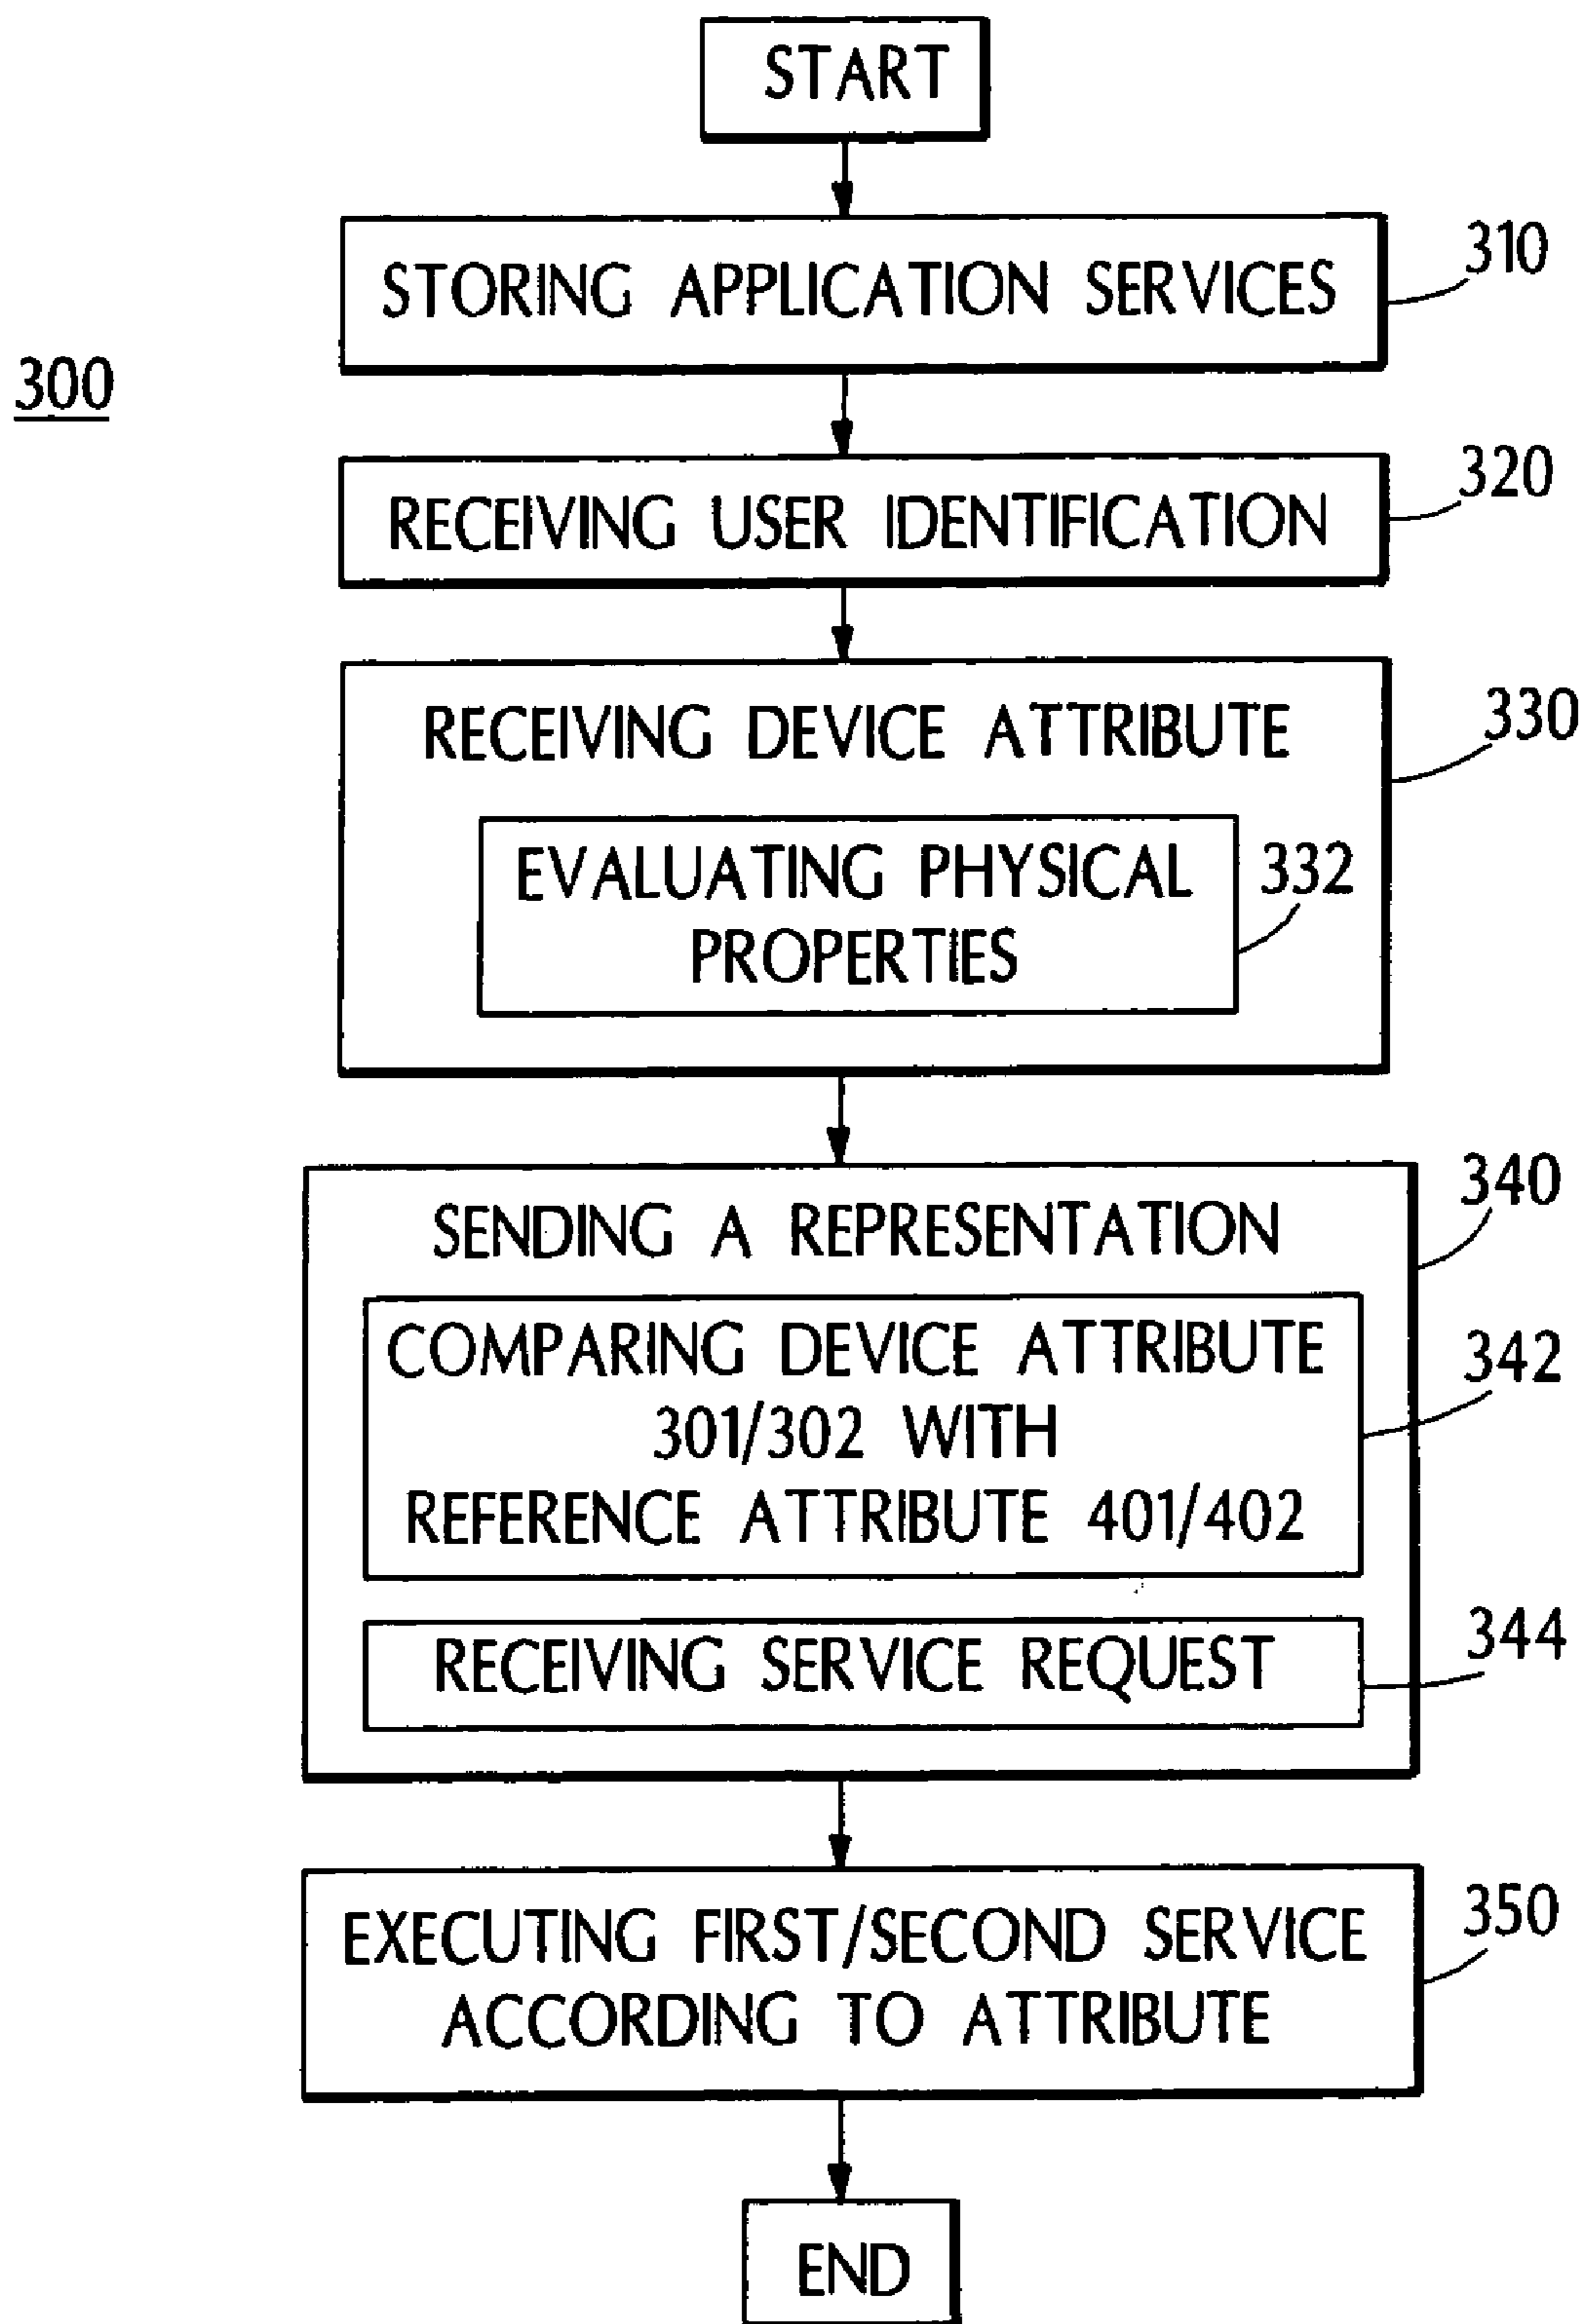 START
STORING APPLICATION SERVICES
310
300
RECEIVING USER IDENTIFICATION
320
RECEIVING DEVICE ATTRIBUTE
330
EVALUATING PHYSICAL
PROPERTIES
332
SENDING A REPRESENTATION
340
COMPARING DEVICE ATTRIBUTE
301/302 WITH
REFERENCE ATTRIBUTE 401/402
342
RECEIVING SERVICE REQUEST
344
EXECUTING FIRST/SECOND SERVICE
ACCORDING TO ATTRIBUTE
350
END